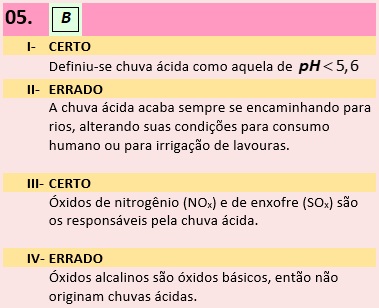 05. B
I- CERTO
Definiu-se chuva ácida como aquela de pH < 5,6
II- ERRADO
A chuva ácida acaba sempre se encaminhando para
rios, alterando suas condições para consumo
humano ou para irrigação de lavouras.
III- CERTO
Óxidos de nitrogênio (NOₓ) e de enxofre (SOₓ) são
os responsáveis pela chuva ácida.
IV- ERRADO
Óxidos alcalinos são óxidos básicos, então não
originam chuvas ácidas.